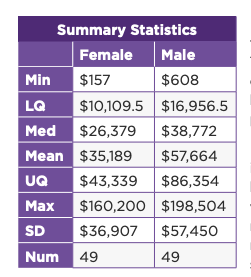 Summary Statistics
Female Male
Min $157 $608
LQ $10,109.5 $16,956.5
Med $26,379 $38,772
Mean $35,189 $57,664
UQ $43,339 $86,354
Max $160,200 $198,504
SD $36,907 $57,450
Num 49 49